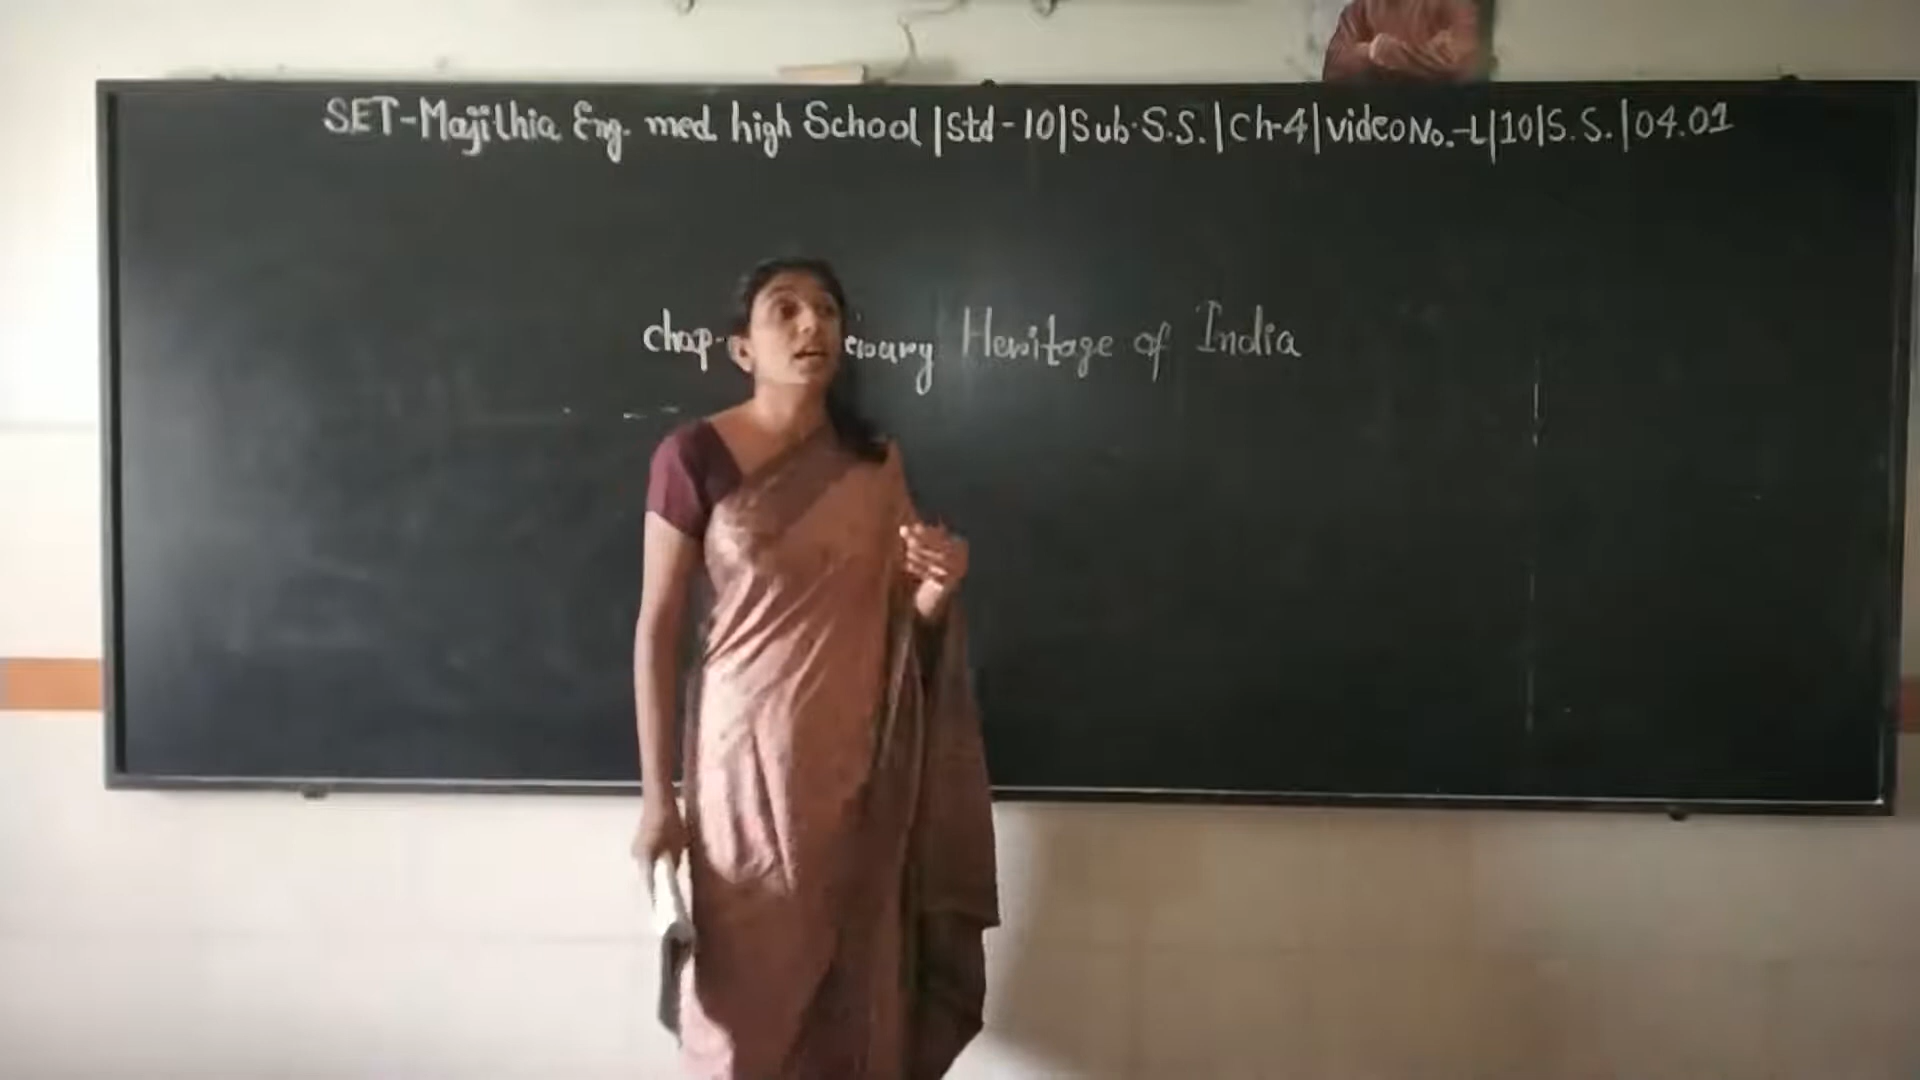 SET-Majithia Eng. med high School |Std-10|Sub.S.S.|Ch-4|VideoNo.-L|10|S.S.|04.01
chap- Heritage of India